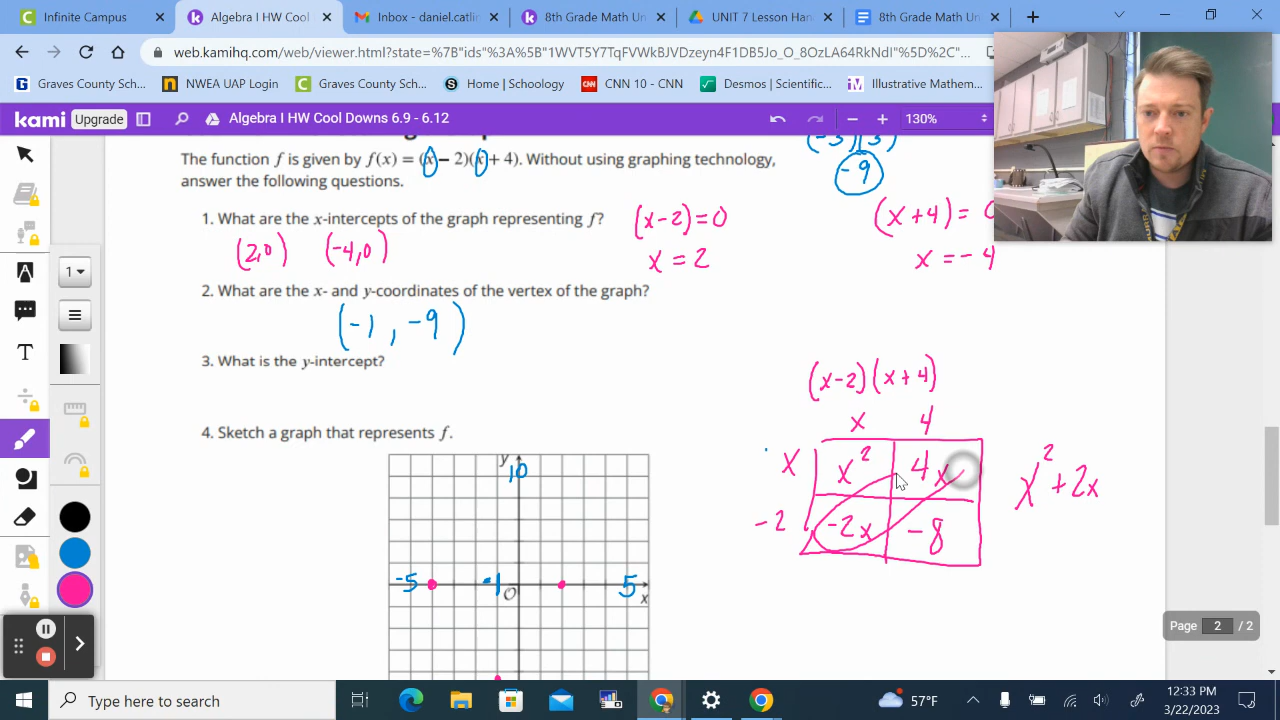 Infinite Campus
Algebra I HW Cool D
Inbox - daniel.catlin
8th Grade Math Un
UNIT 7 Lesson Han
8th Grade Math Un
web.kamihq.com/web/viewer.html?state=%7B"ids"%3A%5B"1WVT5Y7TqFVWkBJVDzeyn4F1DB5Jo_O_8OzLA64RkNdI"%5D%2C"...
Graves County Scho...
NWEA UAP Login
Infinite Campus
Home | Schoology
CNN 10 - CNN
Desmos | Scientific...
Illustrative Mathem...
kami Upgrade Algebra I HW Cool Downs 6.9 - 6.12 130%
(-3)(3)
The function f is given by f(x) = (x - 2)(x + 4). Without using graphing technology,
-9
answer the following questions.
1. What are the x-intercepts of the graph representing f?
(x-2)=0
(x+4)=0
(2,0) (-4,0)
x = 2
x = -4
2. What are the x- and y-coordinates of the vertex of the graph?
(-1, -9)
3. What is the y-intercept?
(x-2)(x+4)
x 4
4. Sketch a graph that represents f.
x x² 4x x²+2x
-2 -2x -8
y
10
-5 -1 O 5 x
1
T
Page 2 / 2
Type here to search
57°F
12:33 PM
3/22/2023